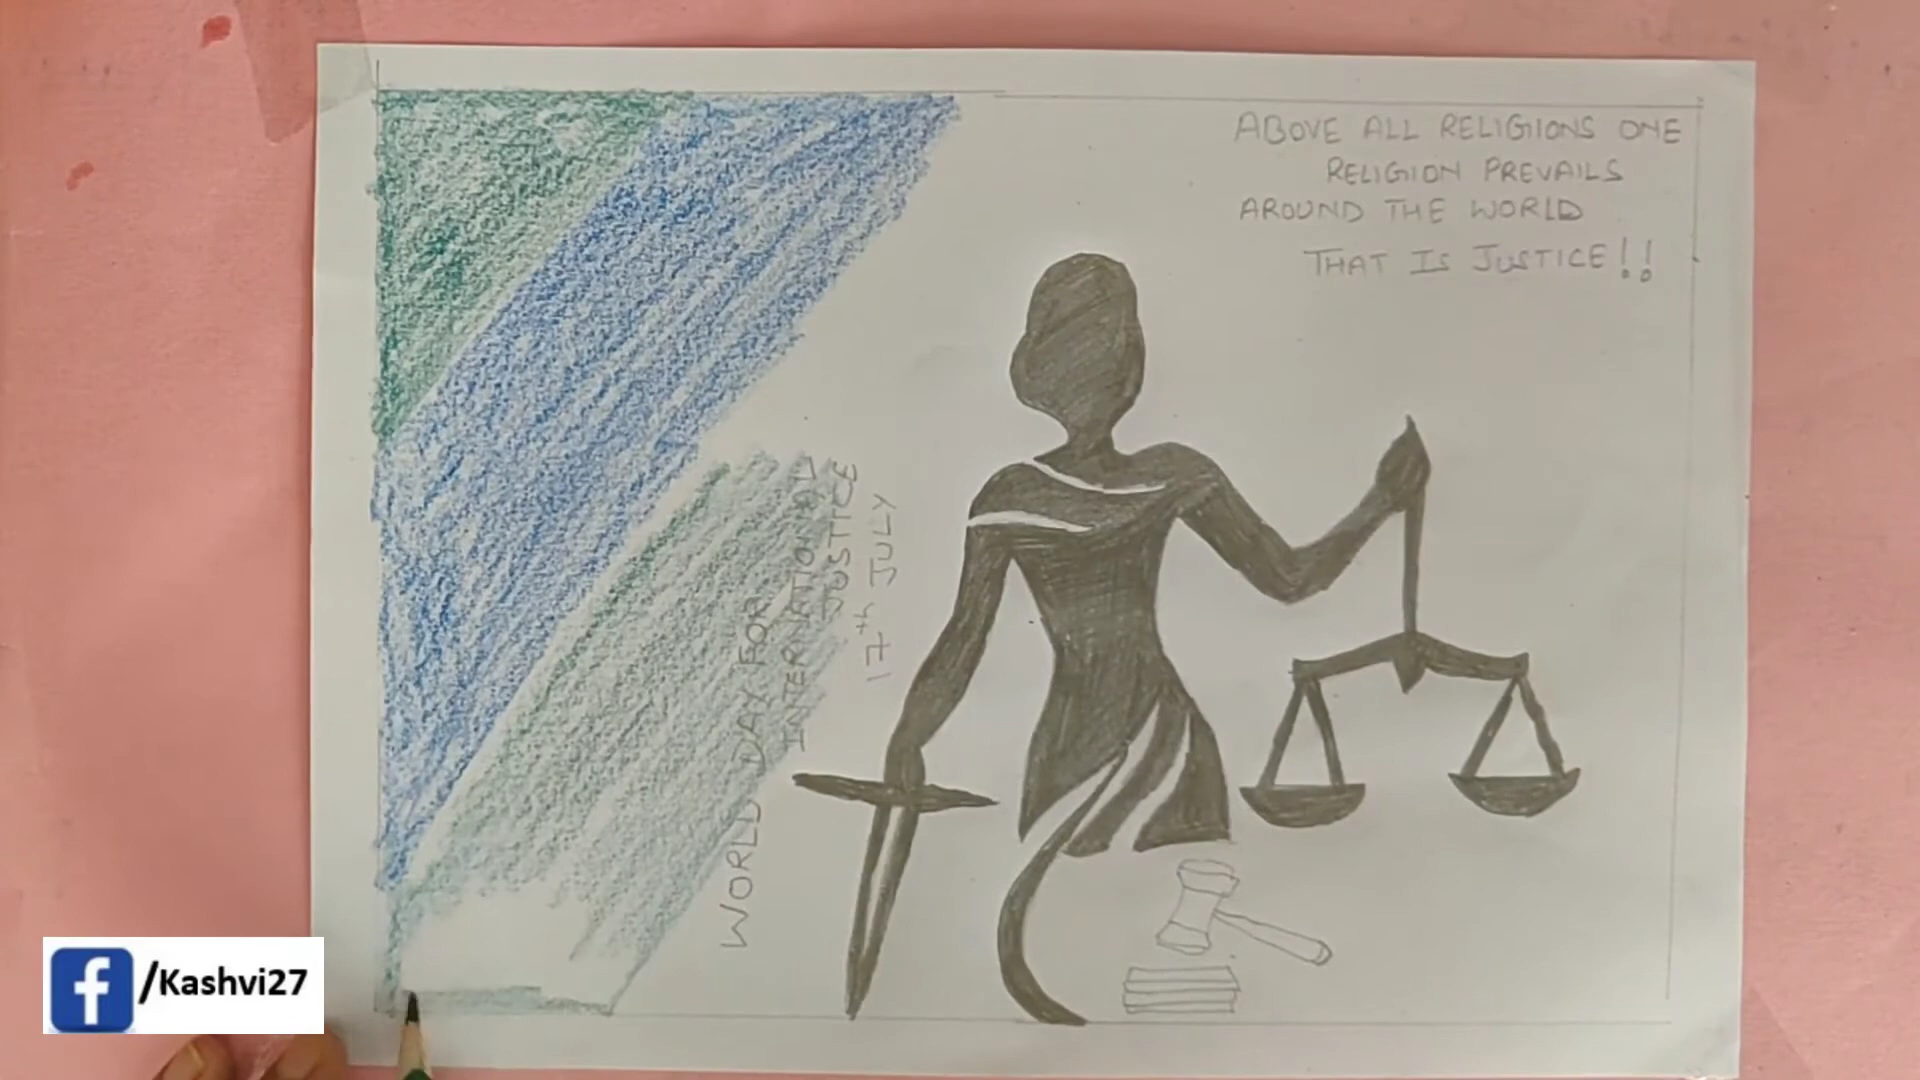 ABOVE ALL RELIGIONS ONE
RELIGION PREVAILS
AROUND THE WORLD
THAT IS JUSTICE!!
WORLD DAY FOR
INTERNATIONAL
JUSTICE
17th JULY
f/Kashvi27